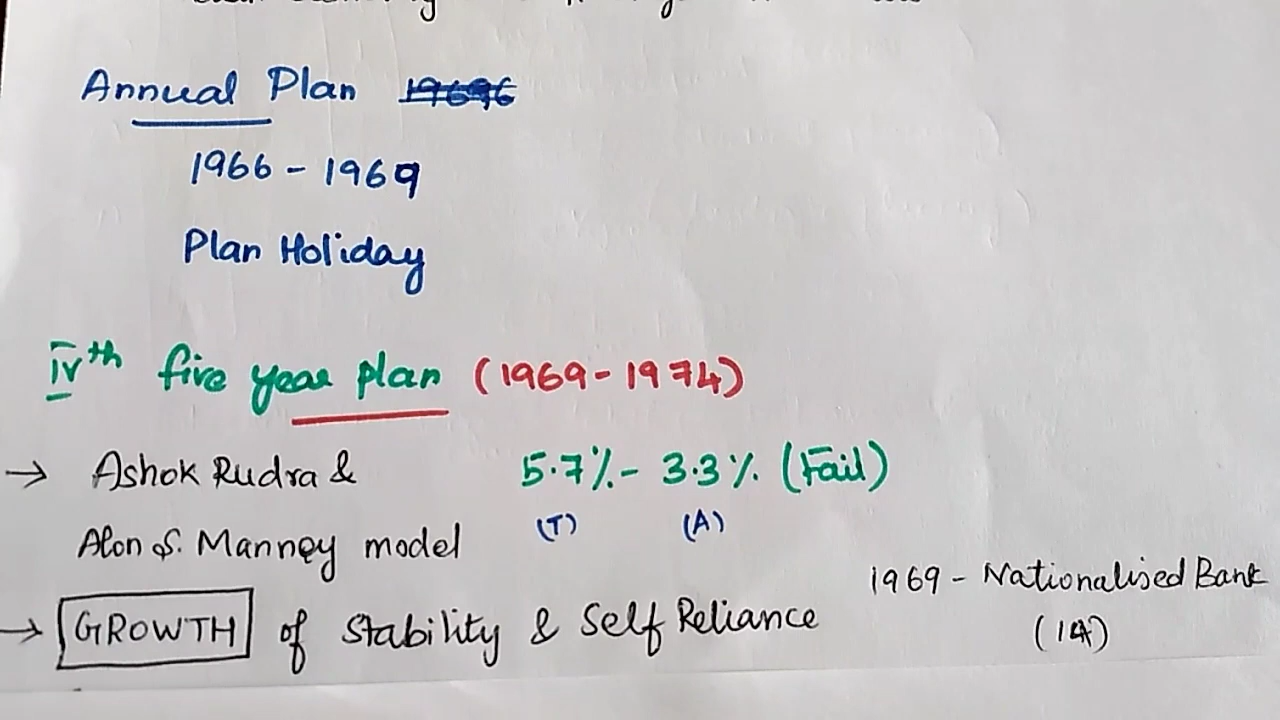 Annual Plan
1966 - 1969
Plan Holiday
IVth five year plan (1969-1974)
→ Ashok Rudra & 5.7%- 3.3% (Fail)
(T) (A)
Alon S. Manney model
1969 - Nationalised Bank
(14)
→ GROWTH of Stability & Self Reliance